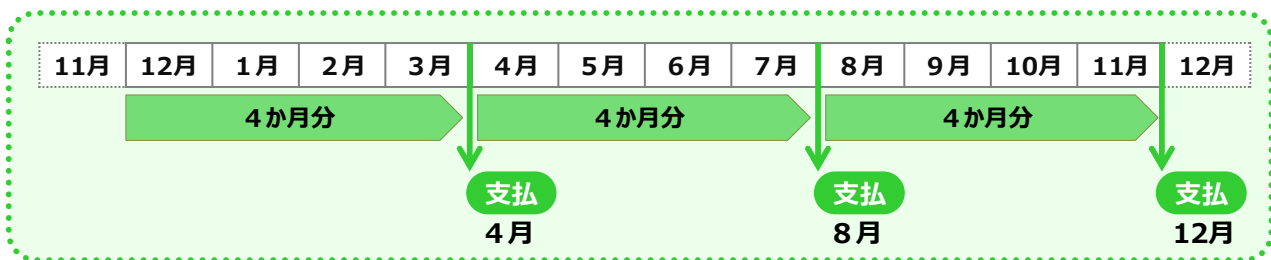 11月 12月 1月 2月 3月 4月 5月 6月 7月 8月 9月 10月 11月 12月
4か月分 4か月分 4か月分
支払 支払 支払
4月 8月 12月